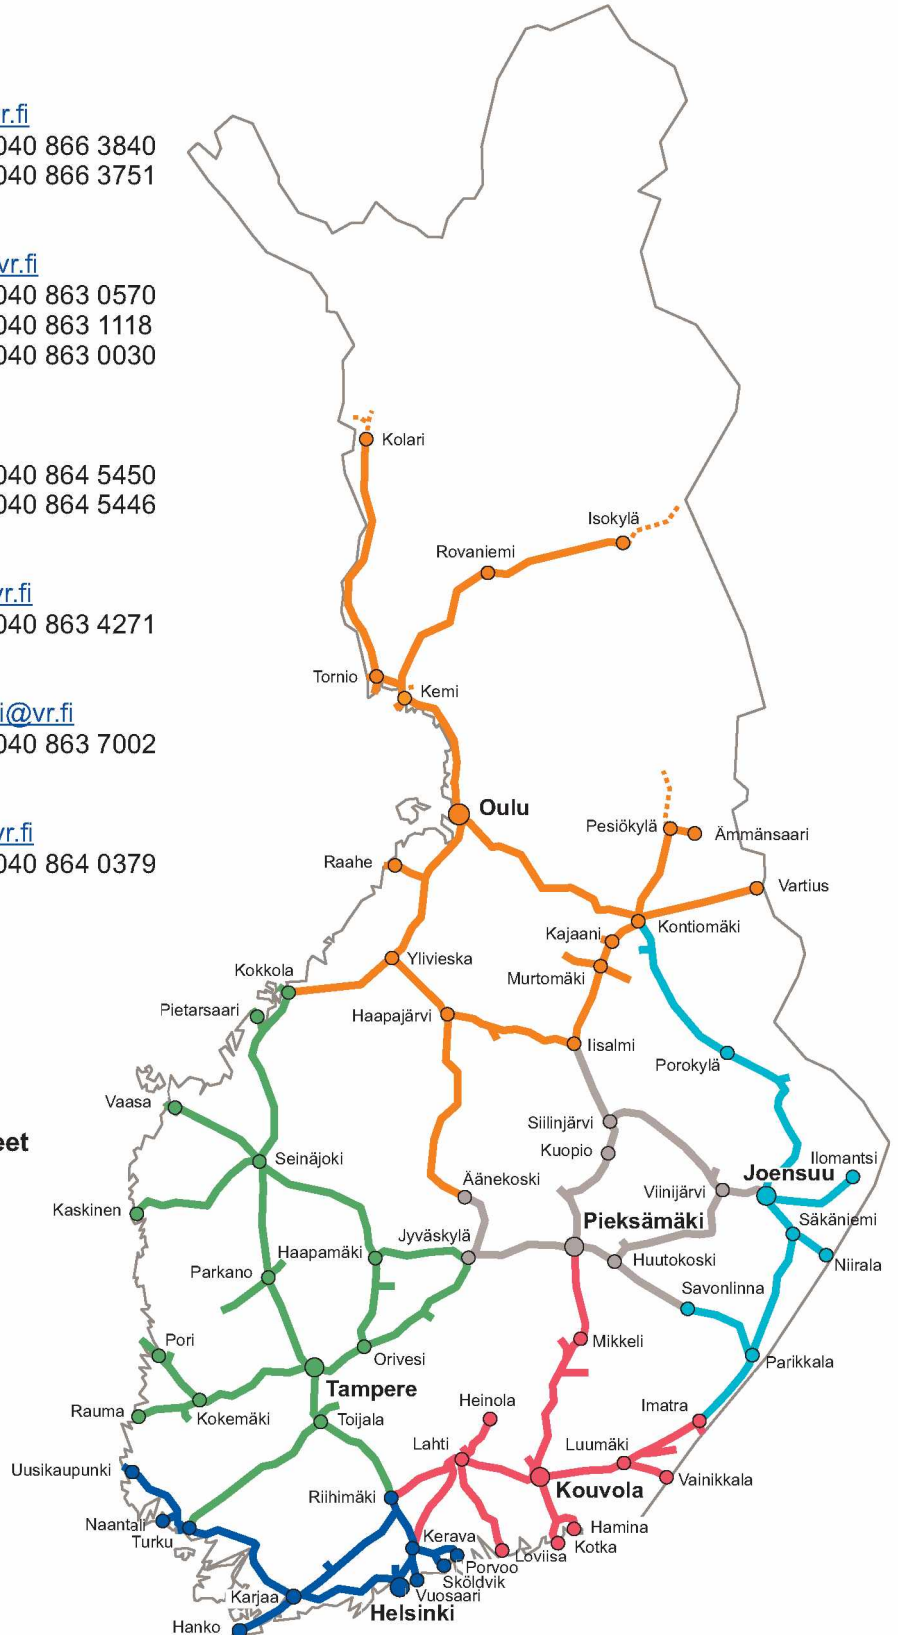 r.fi
040 866 3840
040 866 3751
vr.fi
040 863 0570
040 863 1118
040 863 0030
040 864 5450
040 864 5446
vr.fi
040 863 4271
i@vr.fi
040 863 7002
vr.fi
040 864 0379
eet
Kolari
Isokylä
Rovaniemi
Tornio
Kemi
Oulu
Pesiökylä
Ämmänsaari
Raahe
Vartius
Kajaani
Kontiomäki
Ylivieska
Kokkola
Murtomäki
Pietarsaari
Haapajärvi
Iisalmi
Porokylä
Vaasa
Siilinjärvi
Kuopio
Seinäjoki
Ilomantsi
Joensuu
Äänekoski
Viinijärvi
Kaskinen
Pieksämäki
Säkäniemi
Jyväskylä
Haapamäki
Huutokoski
Niirala
Parkano
Savonlinna
Pori
Mikkeli
Orivesi
Parikkala
Tampere
Heinola
Imatra
Rauma
Kokemäki
Toijala
Lahti
Luumäki
Uusikaupunki
Vainikkala
Kouvola
Riihimäki
Naantali
Turku
Hamina
Kerava
Kotka
Loviisa
Porvoo
Sköldvik
Vuosaari
Karjaa
Helsinki
Hanko